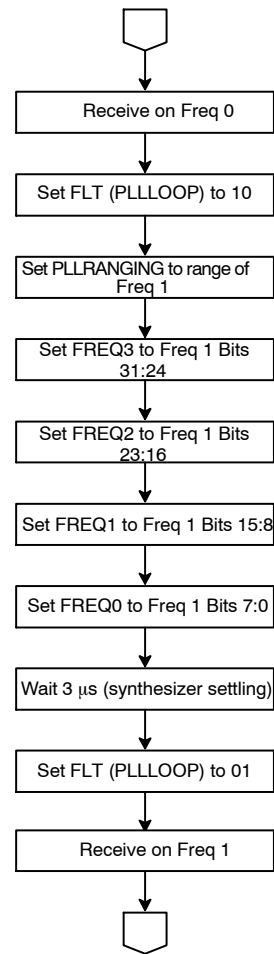 Receive on Freq 0
Set FLT (PLLLOOP) to 10
Set PLLRANGING to range of
Freq 1
Set FREQ3 to Freq 1 Bits
31:24
Set FREQ2 to Freq 1 Bits
23:16
Set FREQ1 to Freq 1 Bits 15:8
Set FREQ0 to Freq 1 Bits 7:0
Wait 3 μs (synthesizer settling)
Set FLT (PLLLOOP) to 01
Receive on Freq 1